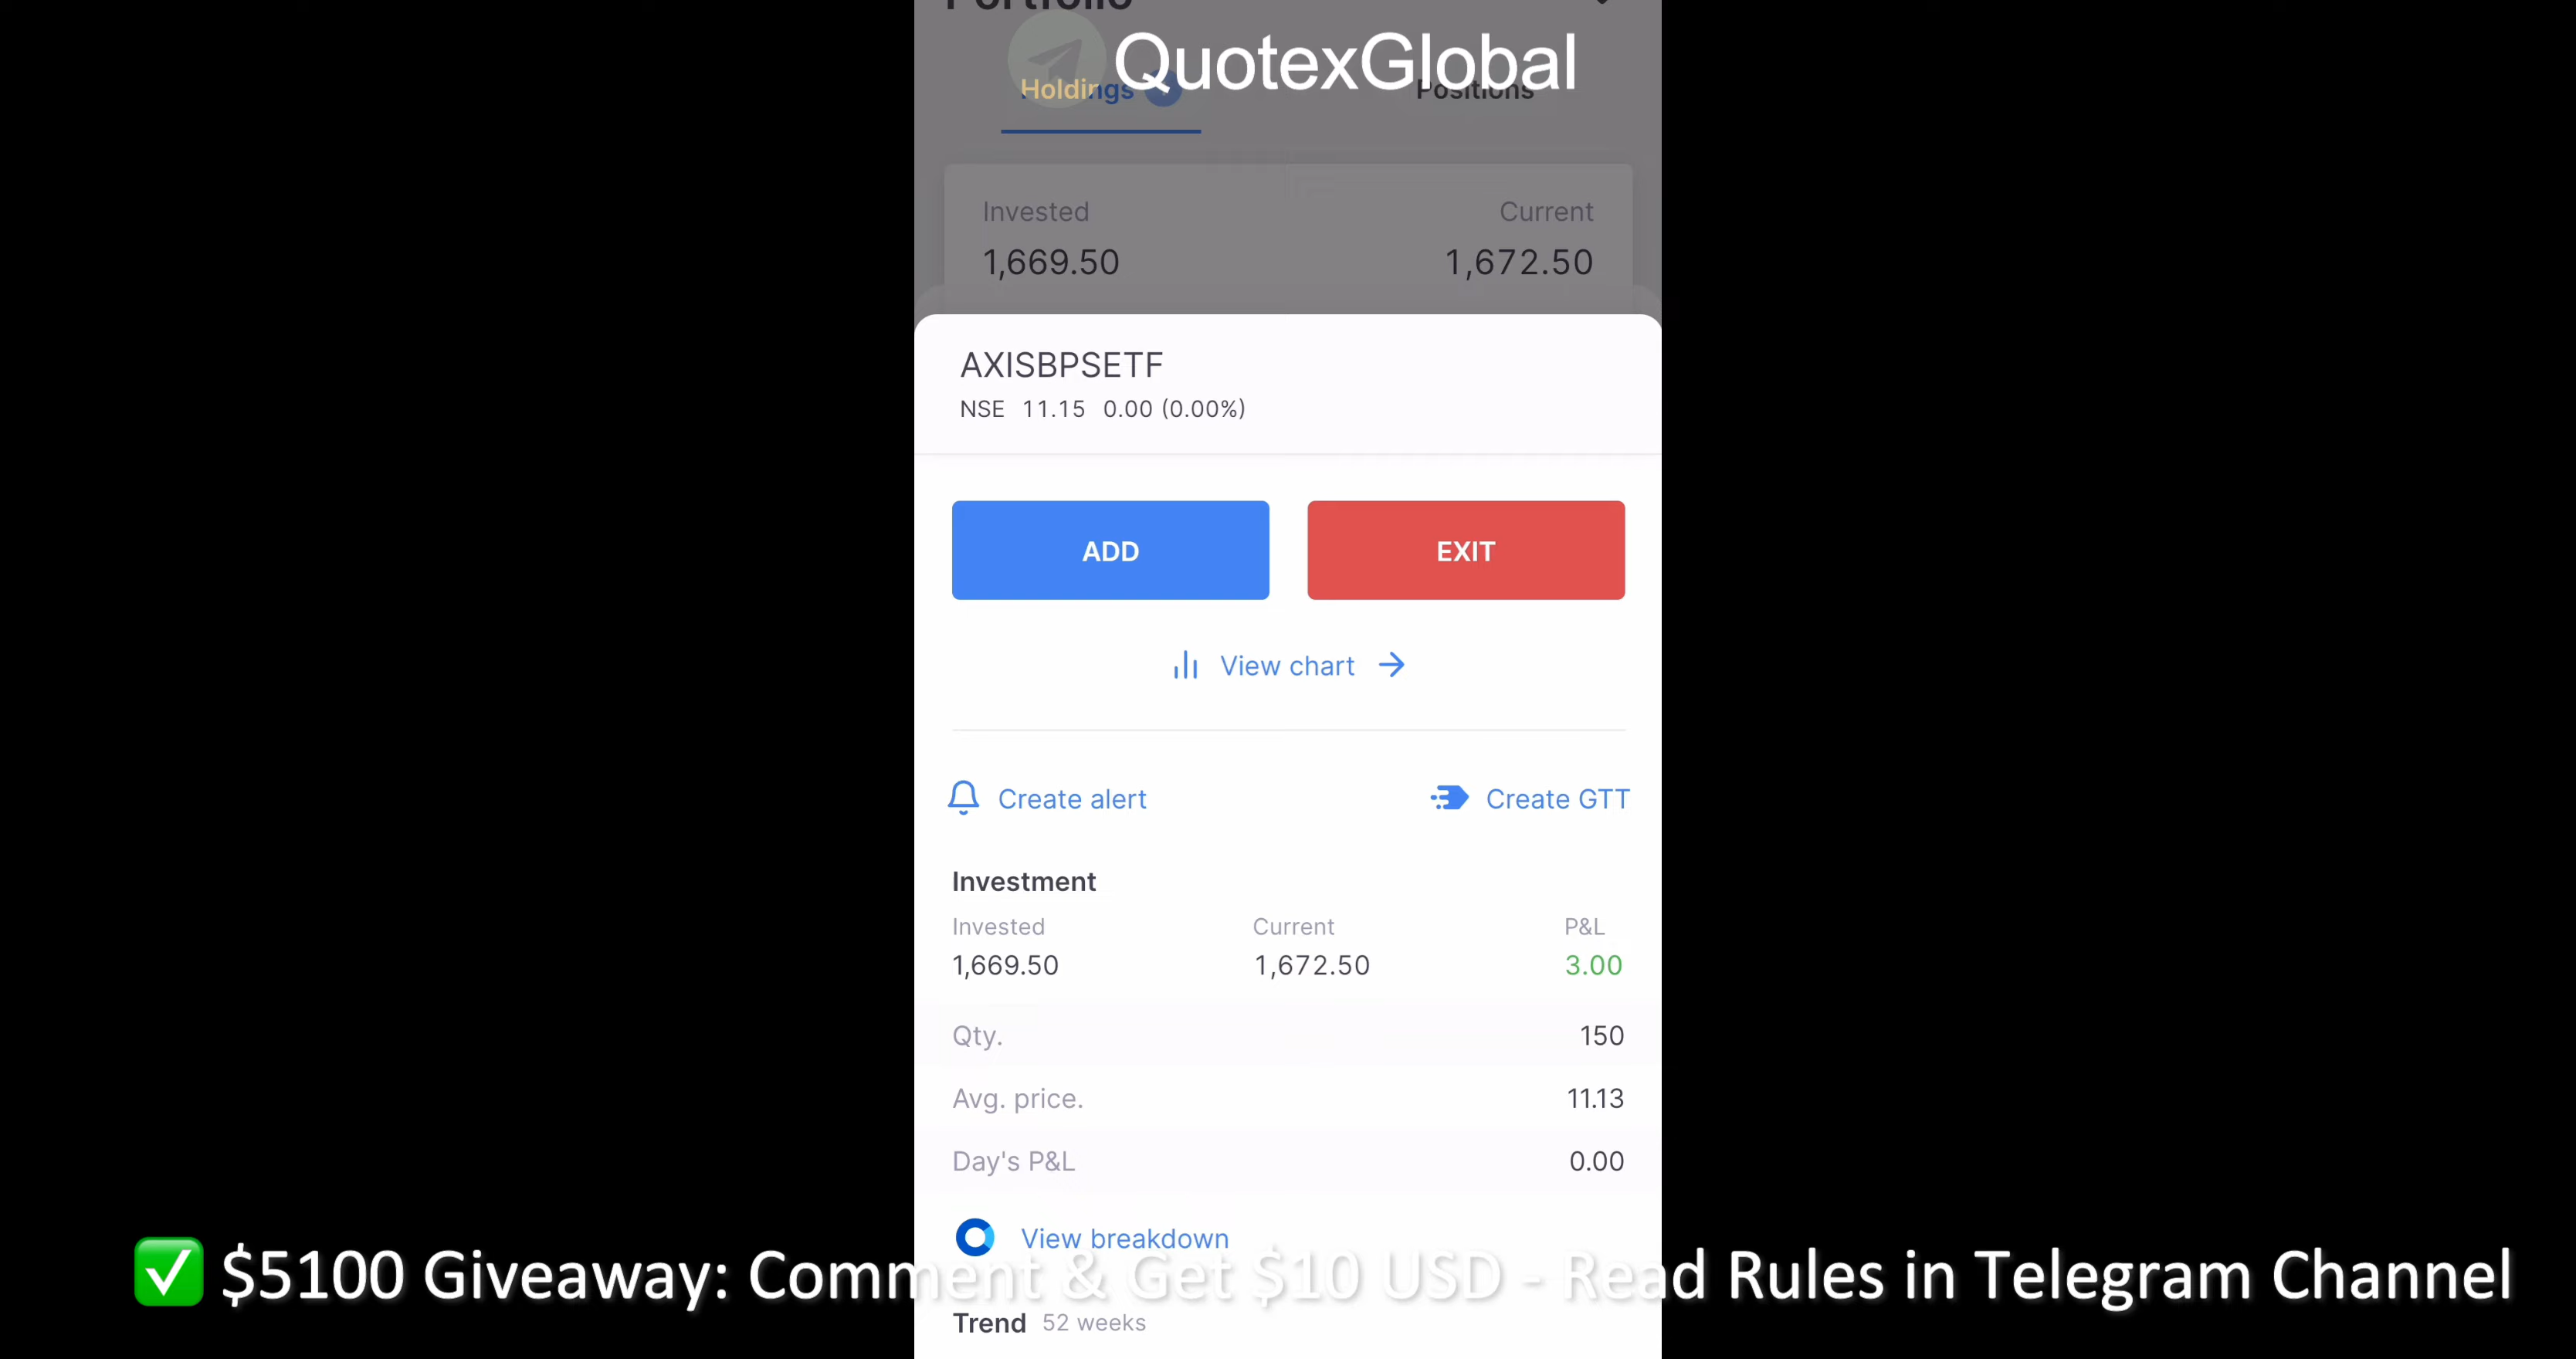 Portfolio
QuotexGlobal
Holdings
Positions
Invested
Current
1,669.50
1,672.50
AXISBPSETF
NSE 11.15 0.00 (0.00%)
ADD
EXIT
View chart
Create alert
Create GTT
Investment
Invested
Current
P&L
1,669.50
1,672.50
3.00
Qty.
150
Avg. price.
11.13
Day's P&L
0.00
View breakdown
✅ $5100 Giveaway: Comment & Get $10 USD - Read Rules in Telegram Channel
Trend 52 weeks